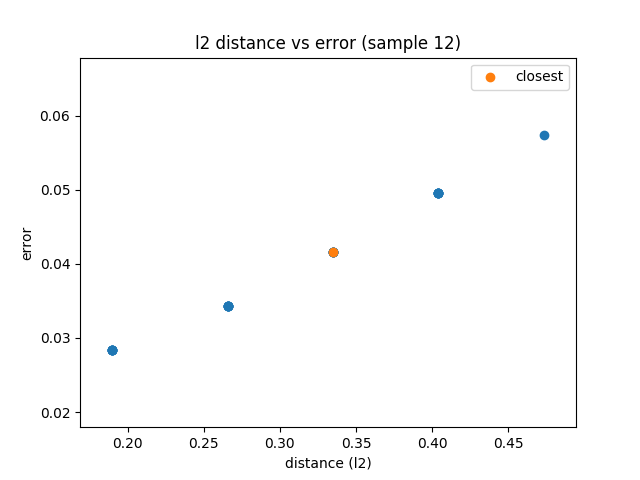 l2 distance vs error (sample 12)
closest
0.06
0.05
0.04
0.03
0.02
error
0.20 0.25 0.30 0.35 0.40 0.45
distance (l2)